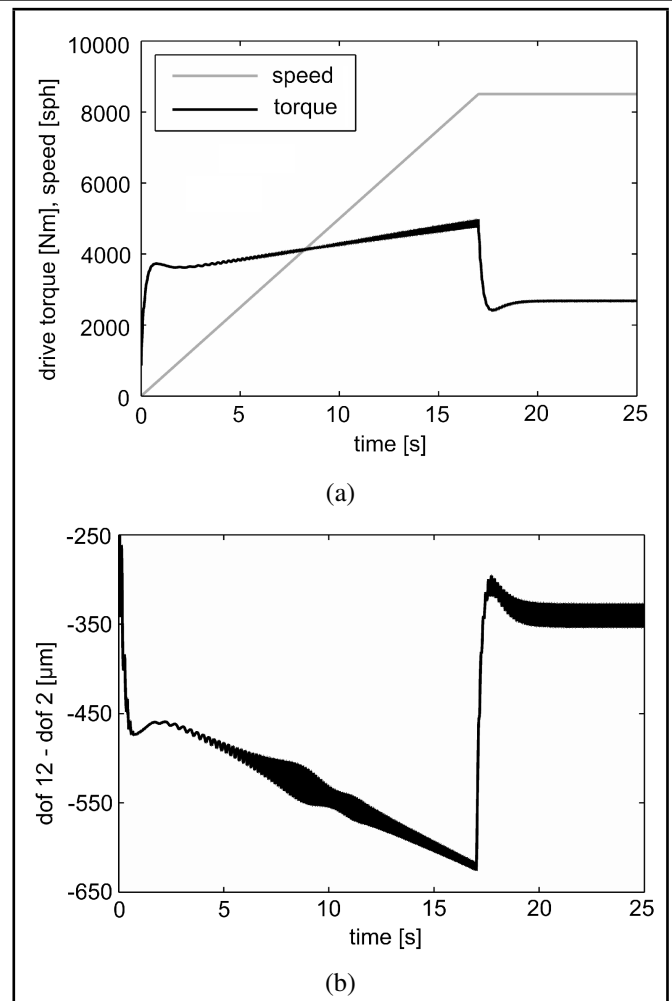 10000
8000
6000
4000
2000
0
drive torque [Nm], speed [sph]
speed
torque
0 5 10 15 20 25
time [s]
(a)
-250
-350
-450
-550
-650
dof 12 - dof 2 [µm]
0 5 10 15 20 25
time [s]
(b)